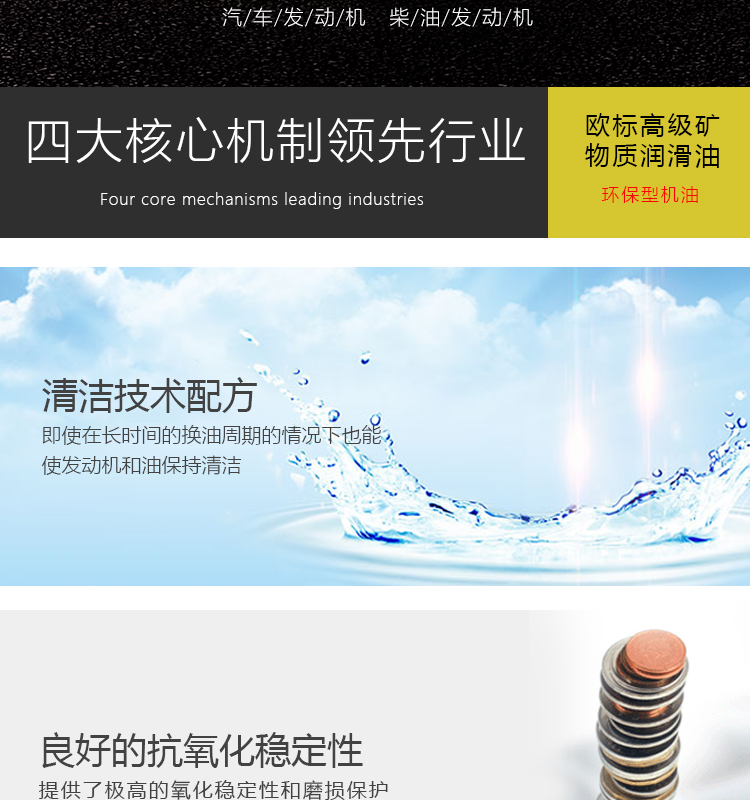 汽/车/发/动/机　柴/油/发/动/机
四大核心机制领先行业
Four core mechanisms leading industries
欧标高级矿
物质润滑油
环保型机油
清洁技术配方
即使在长时间的换油周期的情况下也能
使发动机和油保持清洁
良好的抗氧化稳定性
提供了极高的氧化稳定性和磨损保护